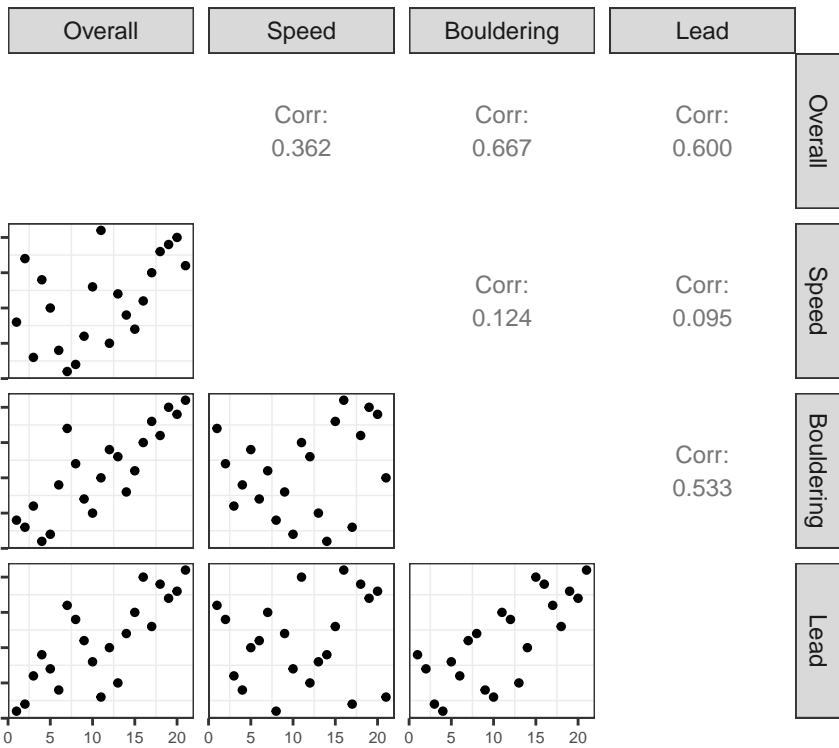 Overall Speed Bouldering Lead
Corr: Corr: Corr:
0.362 0.667 0.600
Overall
Corr: Corr:
0.124 0.095
Speed
Corr:
0.533
Bouldering
Lead
0 5 10 15 20 0 5 10 15 20 0 5 10 15 20